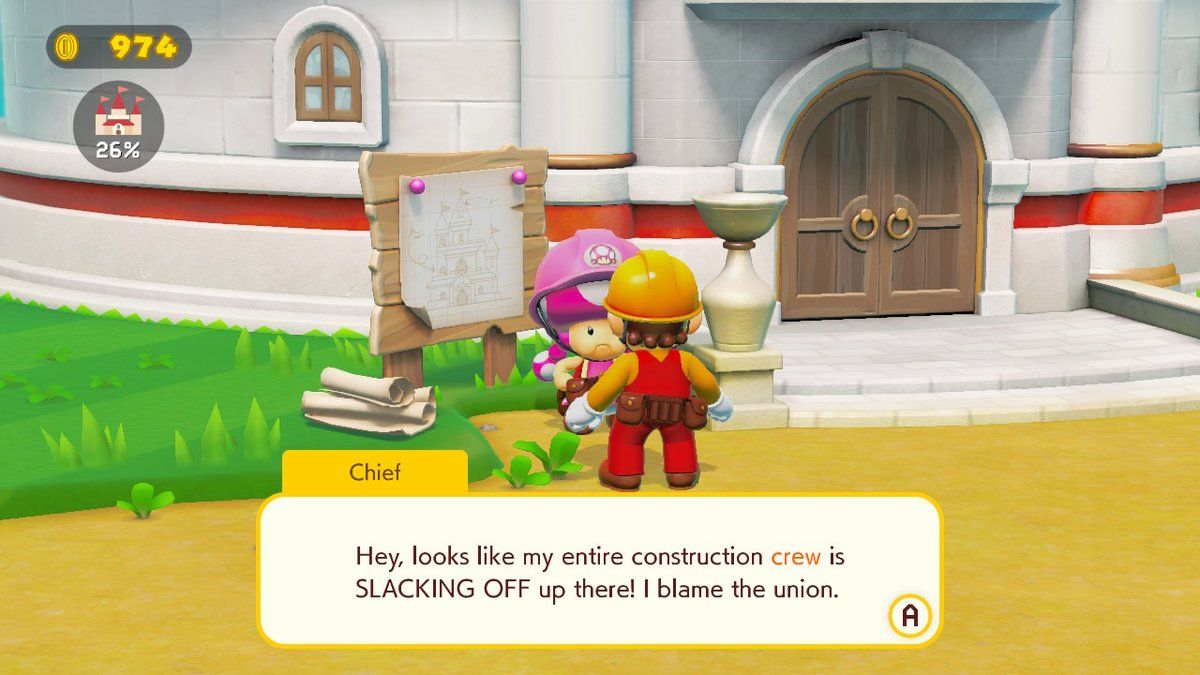 974
26%
Chief
Hey, looks like my entire construction crew is
SLACKING OFF up there! I blame the union.
A